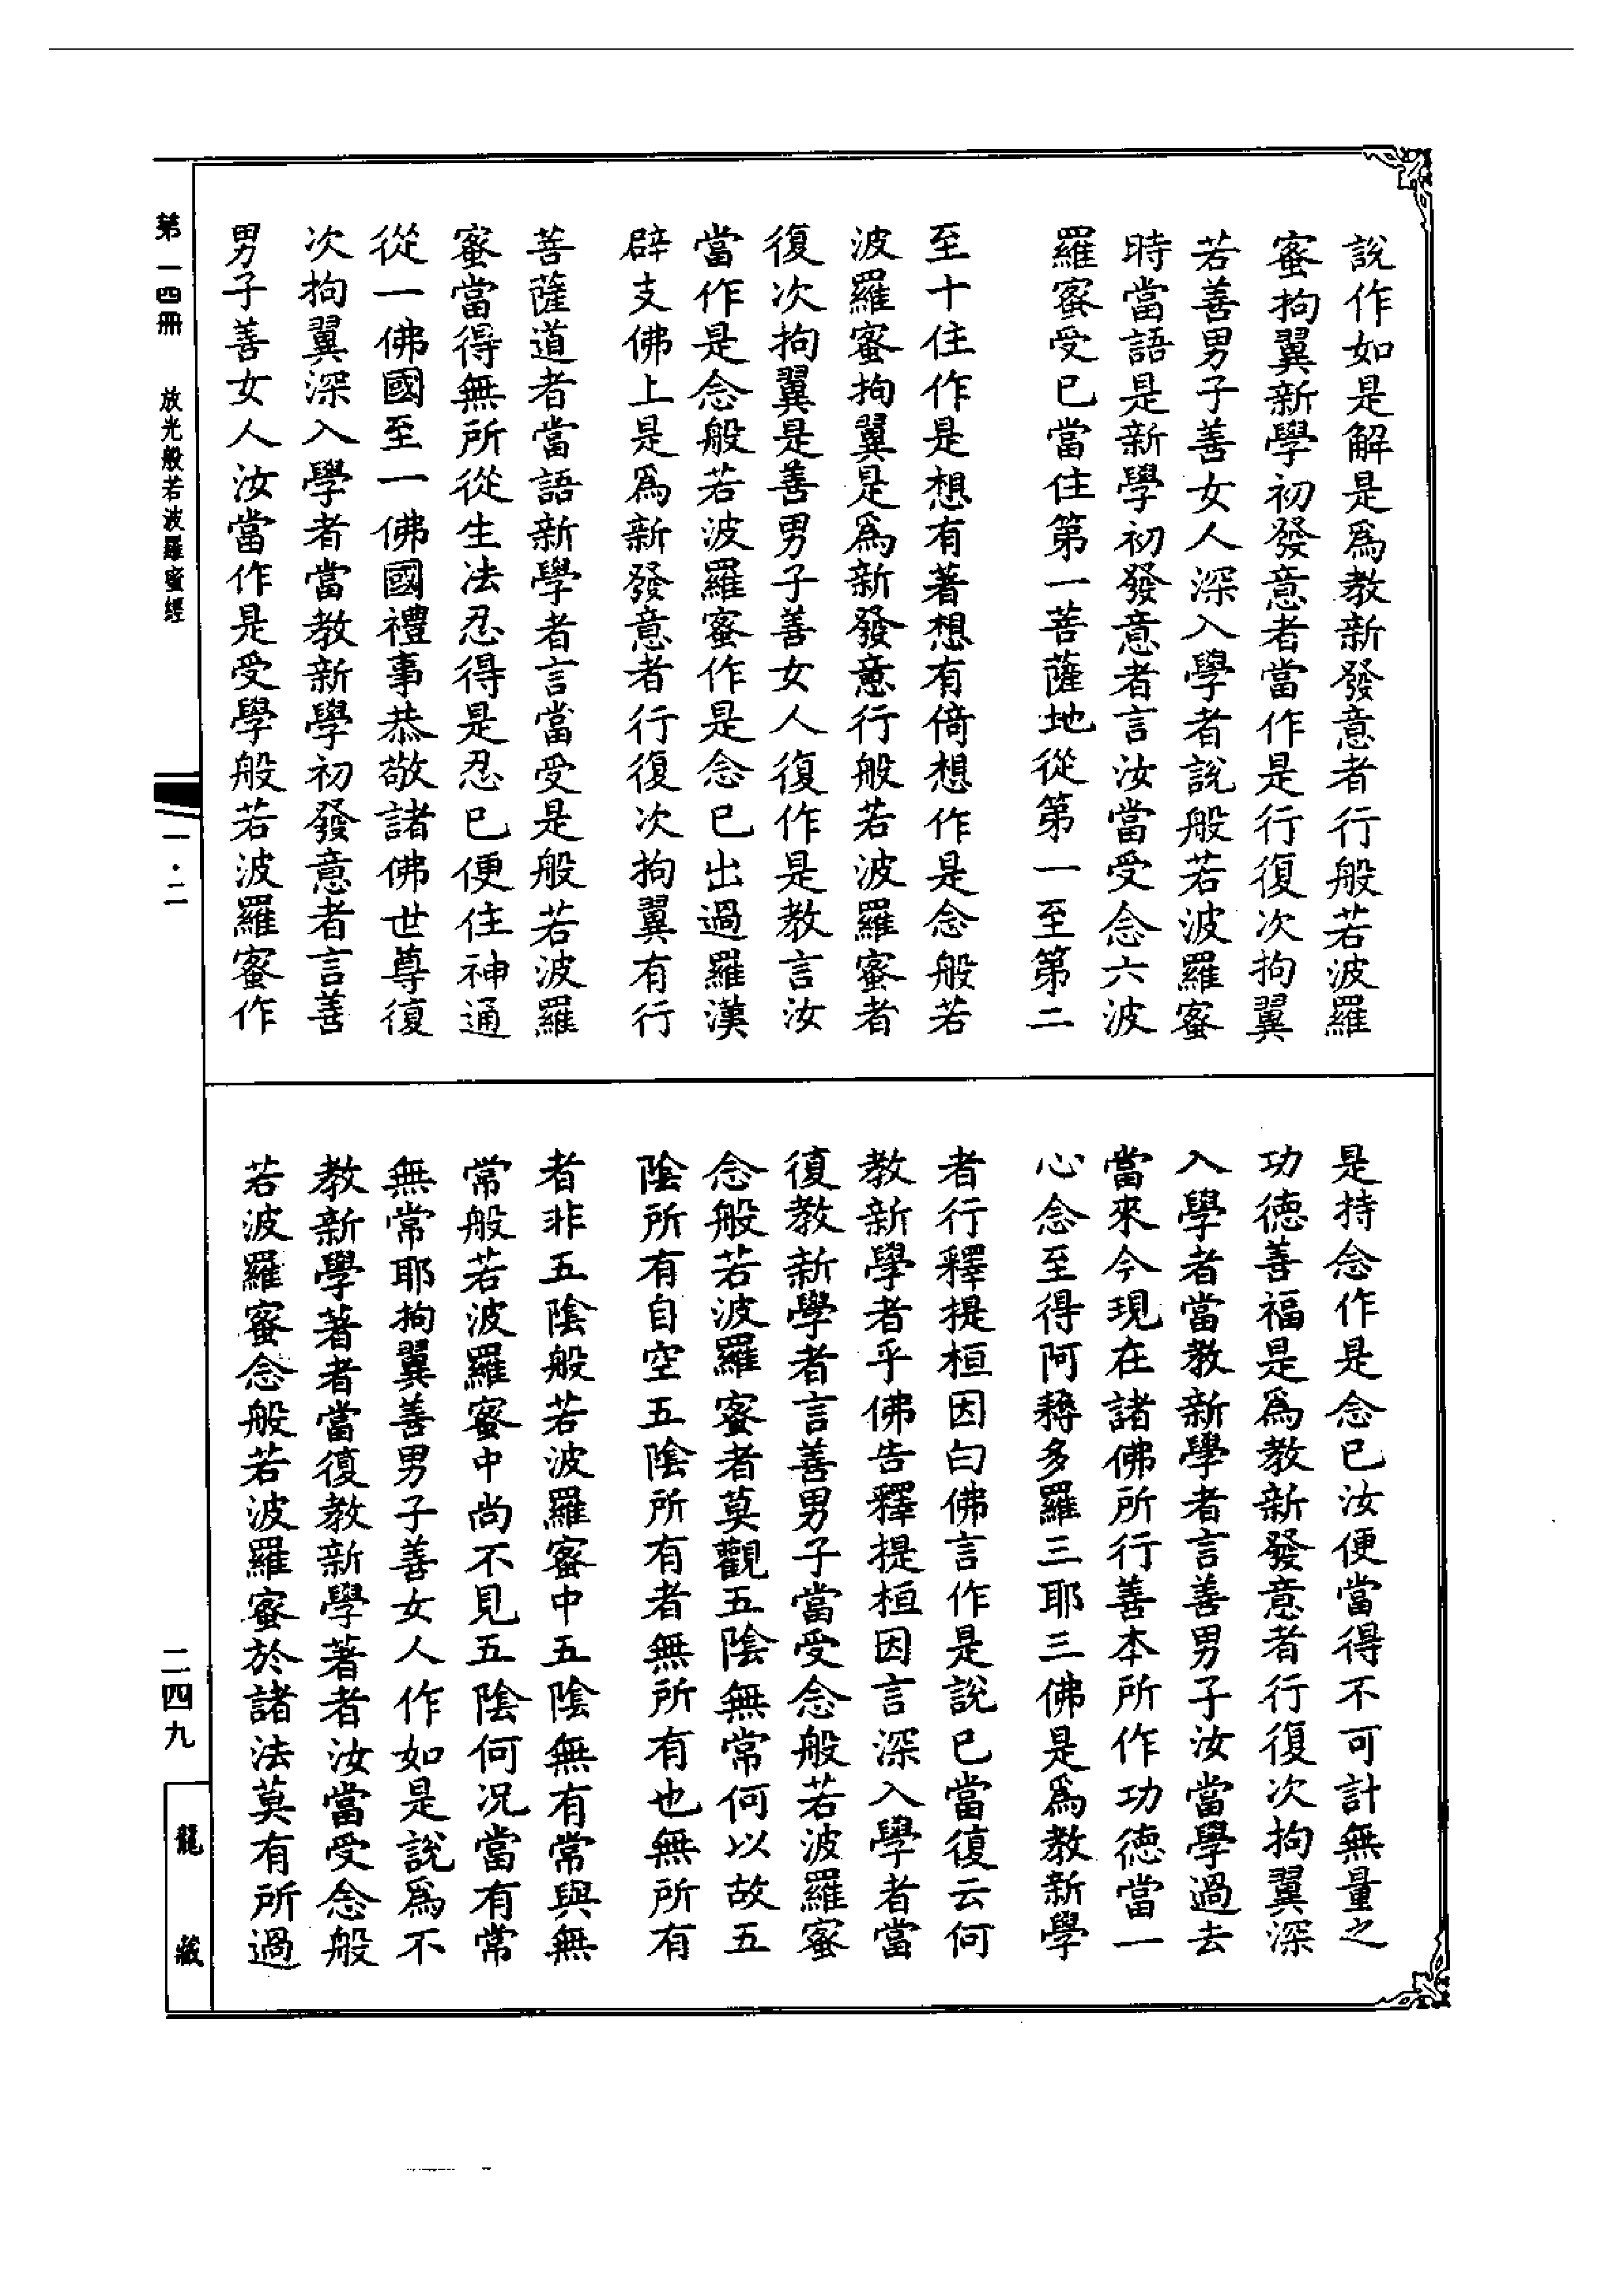 說作如是解是為教新發意者行般若波羅
蜜拘翼新學初發意者當作是行復次拘翼
若善男子善女人深入學者說般若波羅蜜
時當語是新學初發意者言汝當受念六波
羅蜜受已當住第一菩薩地從第一至第二
至十住作是想有著想有倚想作是念般若
波羅蜜拘翼是為新發意行般若波羅蜜者
復次拘翼是善男子善女人復作是教言汝
當作是念般若波羅蜜作是念已出過羅漢
辟支佛上是為新發意者行復次拘翼有行
菩薩道者當語新學者言當受是般若波羅
蜜當得無所從生法忍得是忍已便住神通
從一佛國至一佛國禮事恭敬諸佛世尊復
次拘翼深入學者當教新學初發意者言善
男子善女人汝當作是受學般若波羅蜜作
是持念作是念已汝便當得不可計無量之
功德善福是為教新發意者行復次拘翼深
入學者當教新學者言善男子汝當學過去
當來今現在諸佛所行善本所作功德當一
心念至得阿耨多羅三耶三佛是為教新學
者行釋提桓因白佛言作是說已當復云何
教新學者乎佛告釋提桓因言深入學者當
復教新學者言善男子當受念般若波羅蜜
念般若波羅蜜者莫觀五陰無常何以故五
陰所有自空五陰所有者無所有也無所有
者非五陰般若波羅蜜中五陰無有常與無
常般若波羅蜜中尚不見五陰何況當有常
無常耶拘翼善男子善女人作如是說為不
教新學著者當復教新學著者汝當受念般
若波羅蜜念般若波羅蜜於諸法莫有所過
第一四冊 放光般若波羅蜜經
一・二
二四九
龍藏